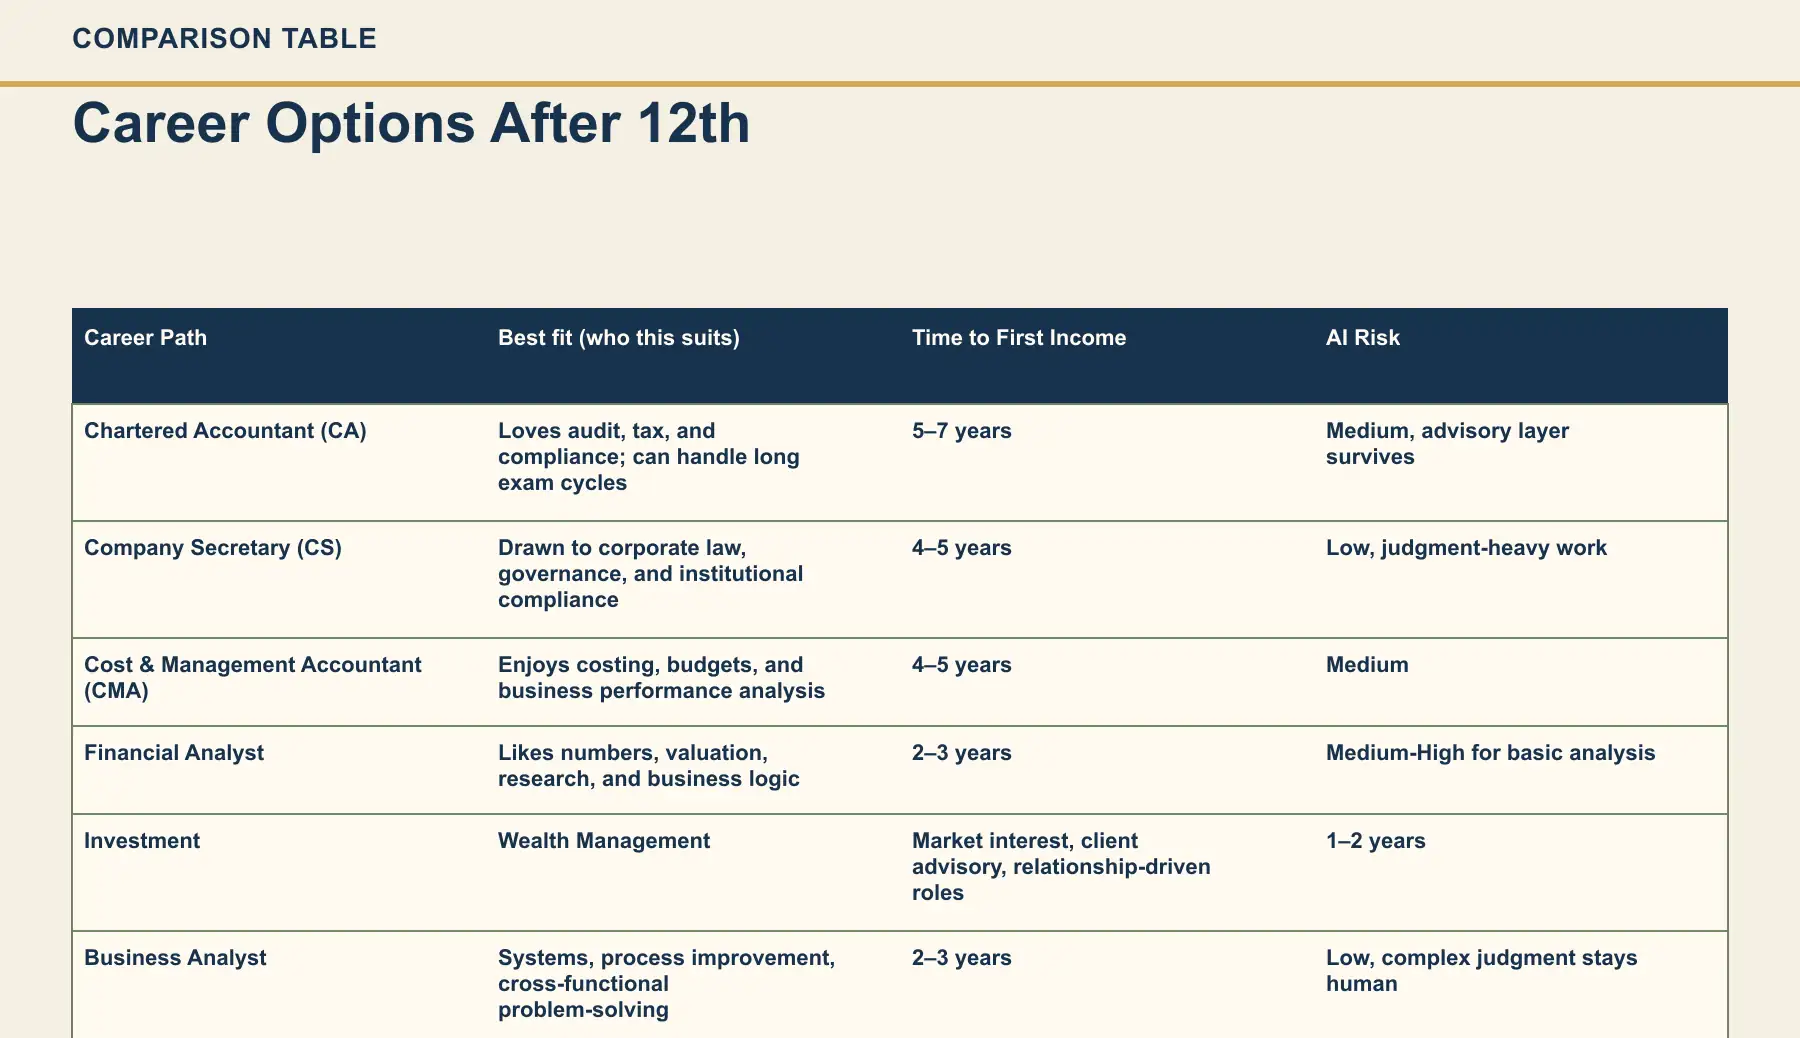 COMPARISON TABLE
Career Options After 12th
Career Path
Best fit (who this suits)
Time to First Income
AI Risk
Chartered Accountant (CA)
Loves audit, tax, and
compliance; can handle long
exam cycles
5–7 years
Medium, advisory layer
survives
Company Secretary (CS)
Drawn to corporate law,
governance, and institutional
compliance
4–5 years
Low, judgment-heavy work
Cost & Management Accountant
(CMA)
Enjoys costing, budgets, and
business performance analysis
4–5 years
Medium
Financial Analyst
Likes numbers, valuation,
research, and business logic
2–3 years
Medium-High for basic analysis
Investment
Wealth Management
Market interest, client
advisory, relationship-driven
roles
1–2 years
Business Analyst
Systems, process improvement,
cross-functional
problem-solving
2–3 years
Low, complex judgment stays
human